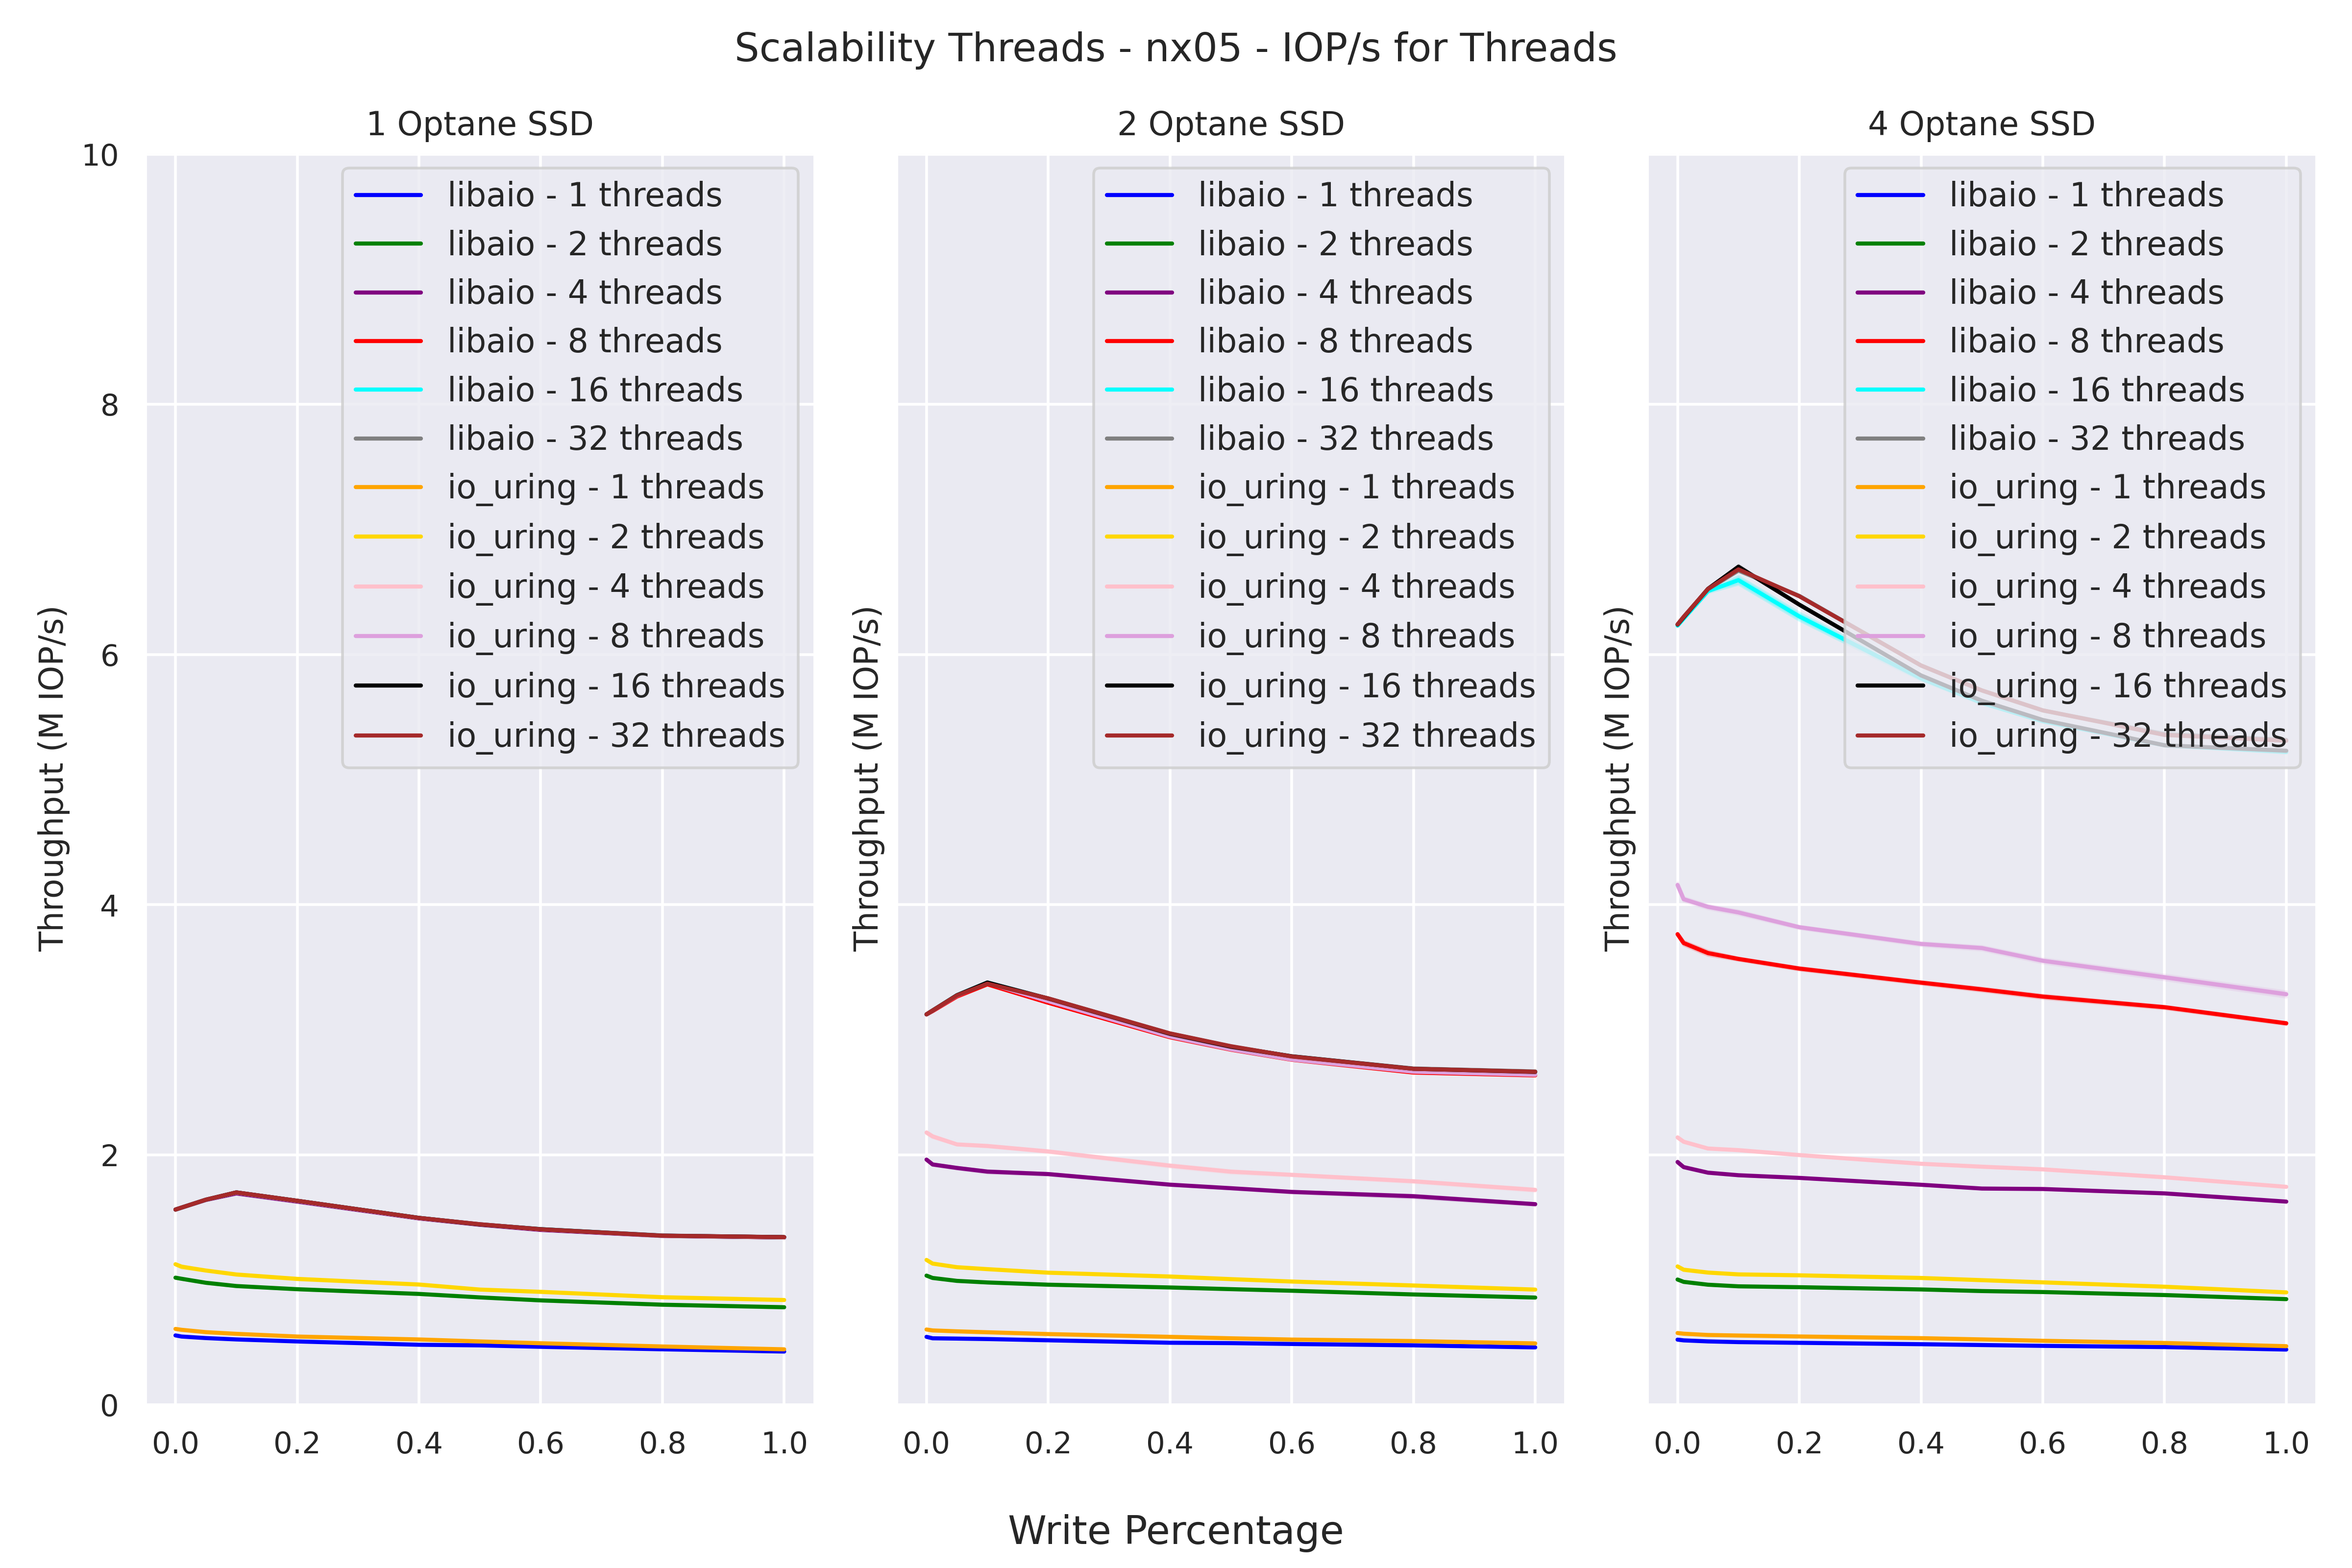 Scalability Threads - nx05 - IOP/s for Threads
1 Optane SSD
Throughput (M IOP/s)
10
8
6
4
2
0
libaio - 1 threads
libaio - 2 threads
libaio - 4 threads
libaio - 8 threads
libaio - 16 threads
libaio - 32 threads
io_uring - 1 threads
io_uring - 2 threads
io_uring - 4 threads
io_uring - 8 threads
io_uring - 16 threads
io_uring - 32 threads
0.0 0.2 0.4 0.6 0.8 1.0
2 Optane SSD
Throughput (M IOP/s)
libaio - 1 threads
libaio - 2 threads
libaio - 4 threads
libaio - 8 threads
libaio - 16 threads
libaio - 32 threads
io_uring - 1 threads
io_uring - 2 threads
io_uring - 4 threads
io_uring - 8 threads
io_uring - 16 threads
io_uring - 32 threads
0.0 0.2 0.4 0.6 0.8 1.0
4 Optane SSD
Throughput (M IOP/s)
libaio - 1 threads
libaio - 2 threads
libaio - 4 threads
libaio - 8 threads
libaio - 16 threads
libaio - 32 threads
io_uring - 1 threads
io_uring - 2 threads
io_uring - 4 threads
io_uring - 8 threads
io_uring - 16 threads
io_uring - 32 threads
0.0 0.2 0.4 0.6 0.8 1.0
Write Percentage